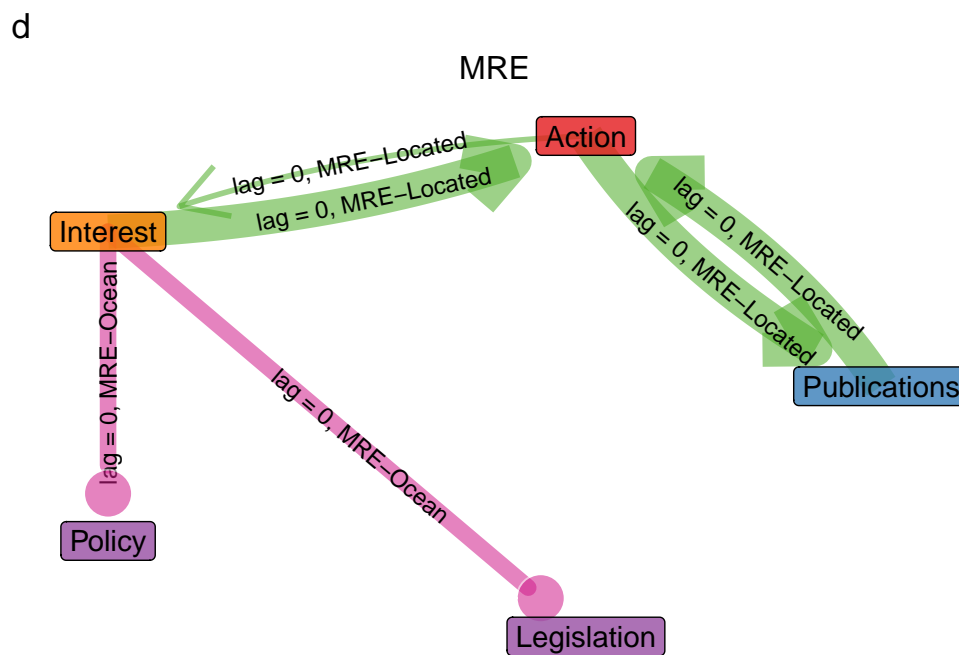 d
MRE
Action
lag = 0, MRE−Located
lag = 0, MRE−Located
lag = 0, MRE−Located
lag = 0, MRE−Located
Interest
lag = 0, MRE−Ocean
lag = 0, MRE−Ocean
Publications
Policy
Legislation